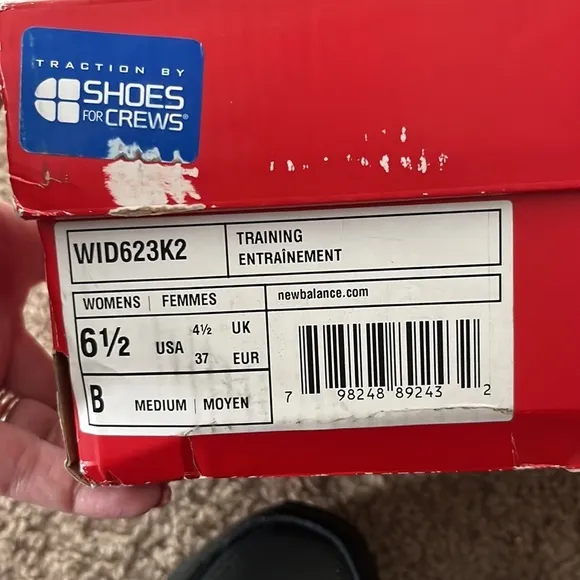 TRACTION BY
SHOES
FOR CREWS®
WID623K2
TRAINING
ENTRAÎNEMENT
WOMENS | FEMMES
newbalance.com
6½ USA 4½ UK
37 EUR
B MEDIUM | MOYEN
7 98248 89243 2